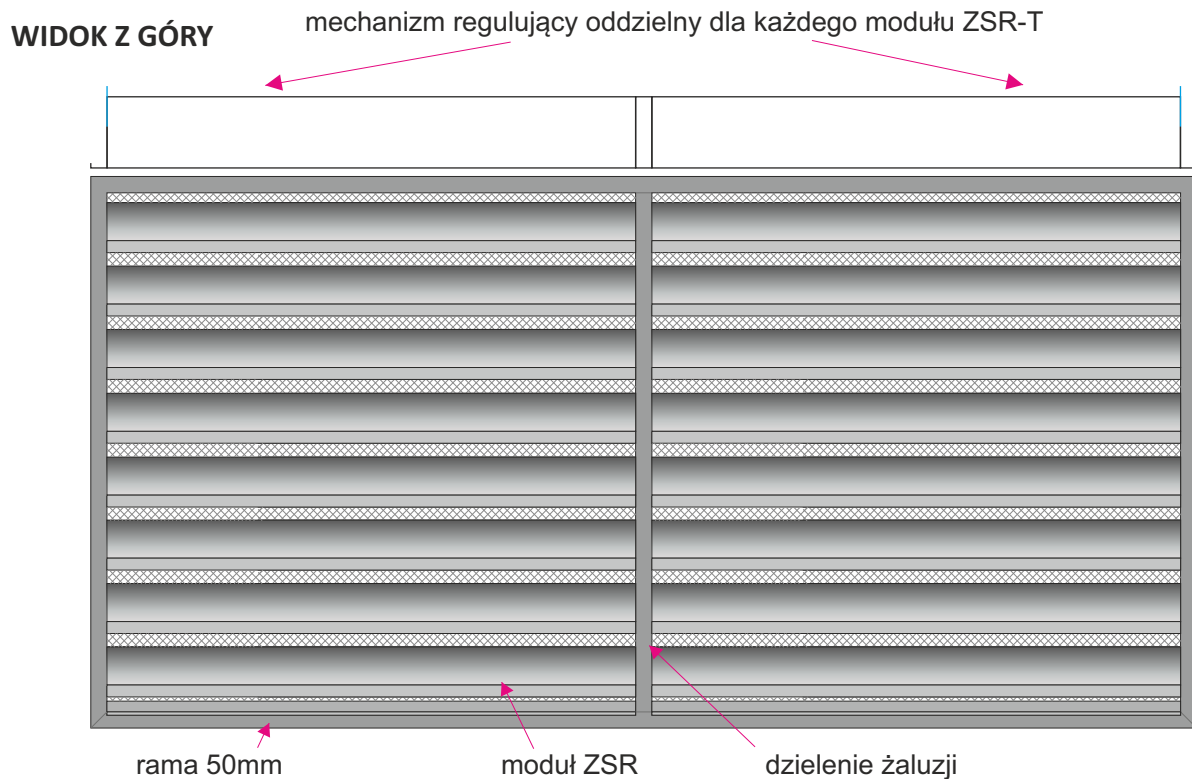 WIDOK Z GÓRY
mechanizm regulujący oddzielny dla każdego modułu ZSR-T
rama 50mm
moduł ZSR
dzielenie żaluzji